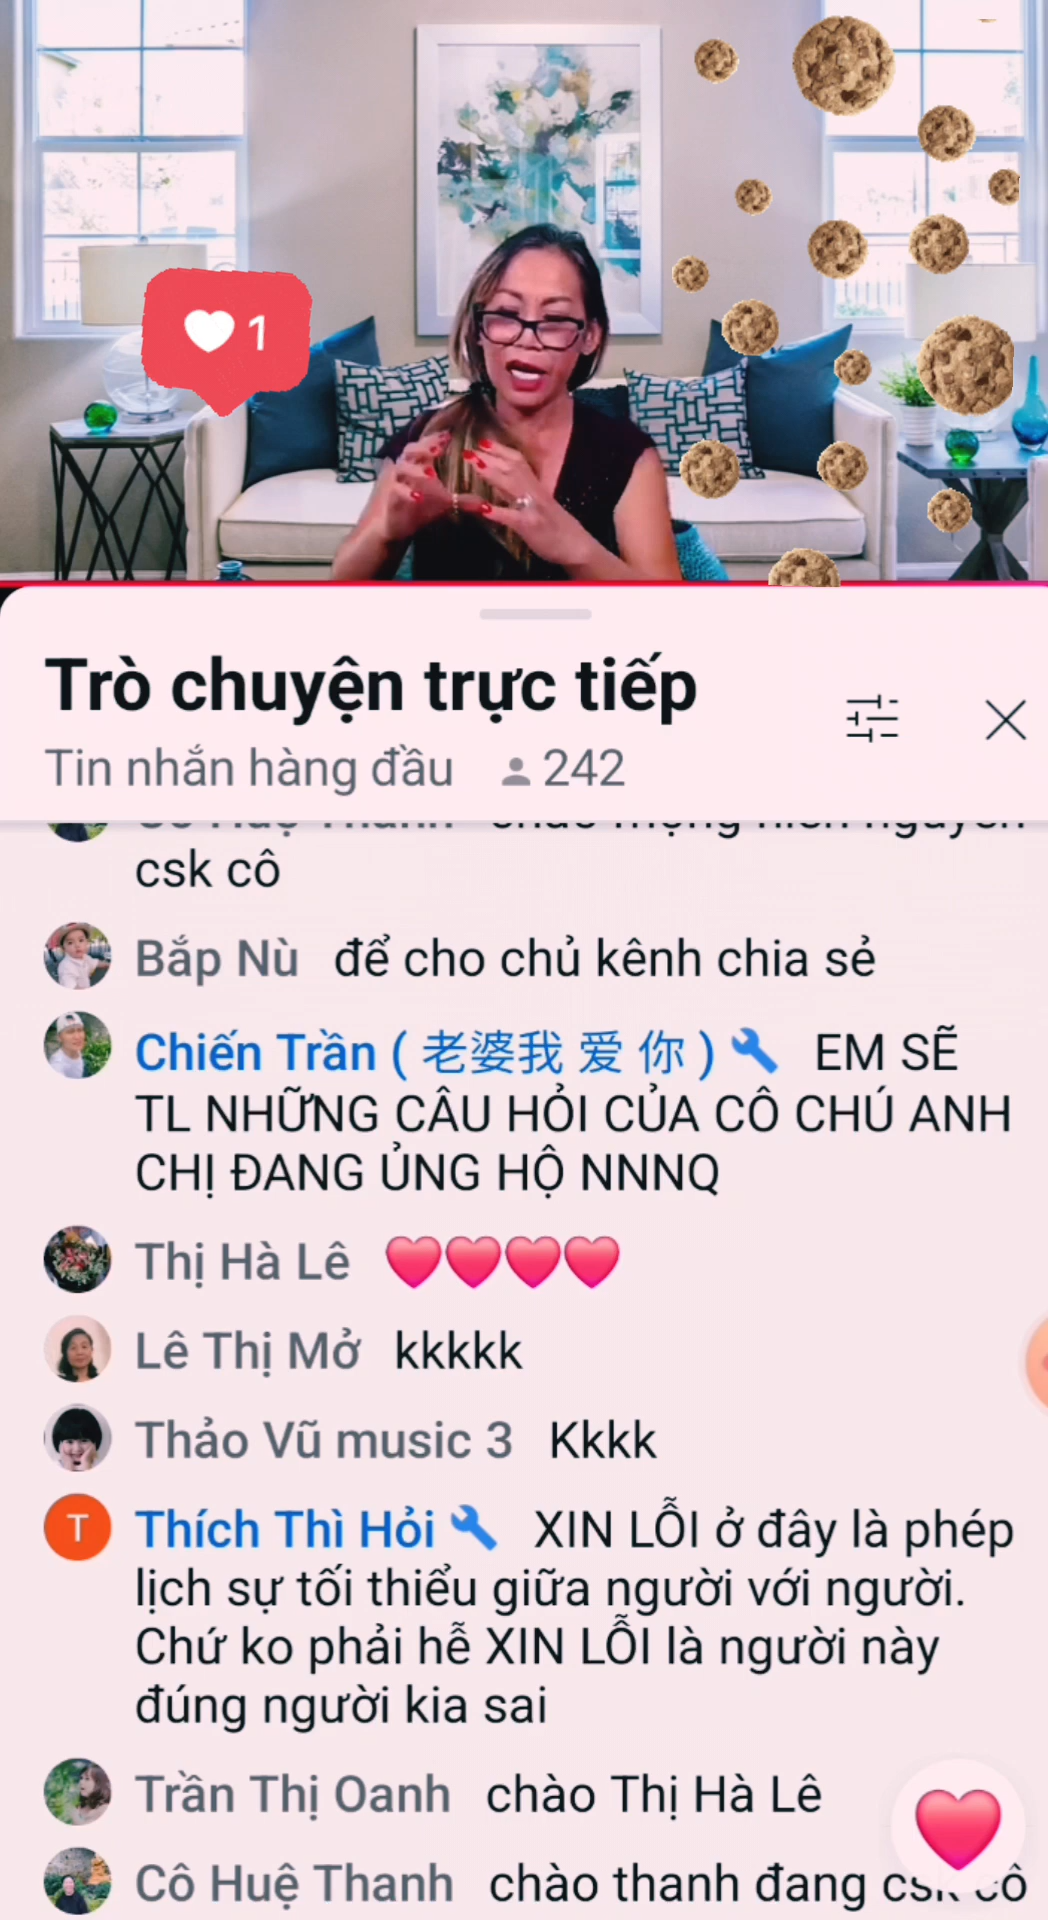 1
Trò chuyện trực tiếp
Tin nhắn hàng đầu 242
csk cô
Bắp Nù để cho chủ kênh chia sẻ
Chiến Trần ( 老婆我 爱 你 ) EM SẼ
TL NHỮNG CÂU HỎI CỦA CÔ CHÚ ANH
CHỊ ĐANG ỦNG HỘ NNNQ
Thị Hà Lê
Lê Thị Mở kkkkk
Thảo Vũ music 3 Kkkk
T
Thích Thì Hỏi XIN LỖI ở đây là phép
lịch sự tối thiểu giữa người với người.
Chứ ko phải hễ XIN LỖI là người này
đúng người kia sai
Trần Thị Oanh chào Thị Hà Lê
Cô Huệ Thanh chào thanh đang csk cô